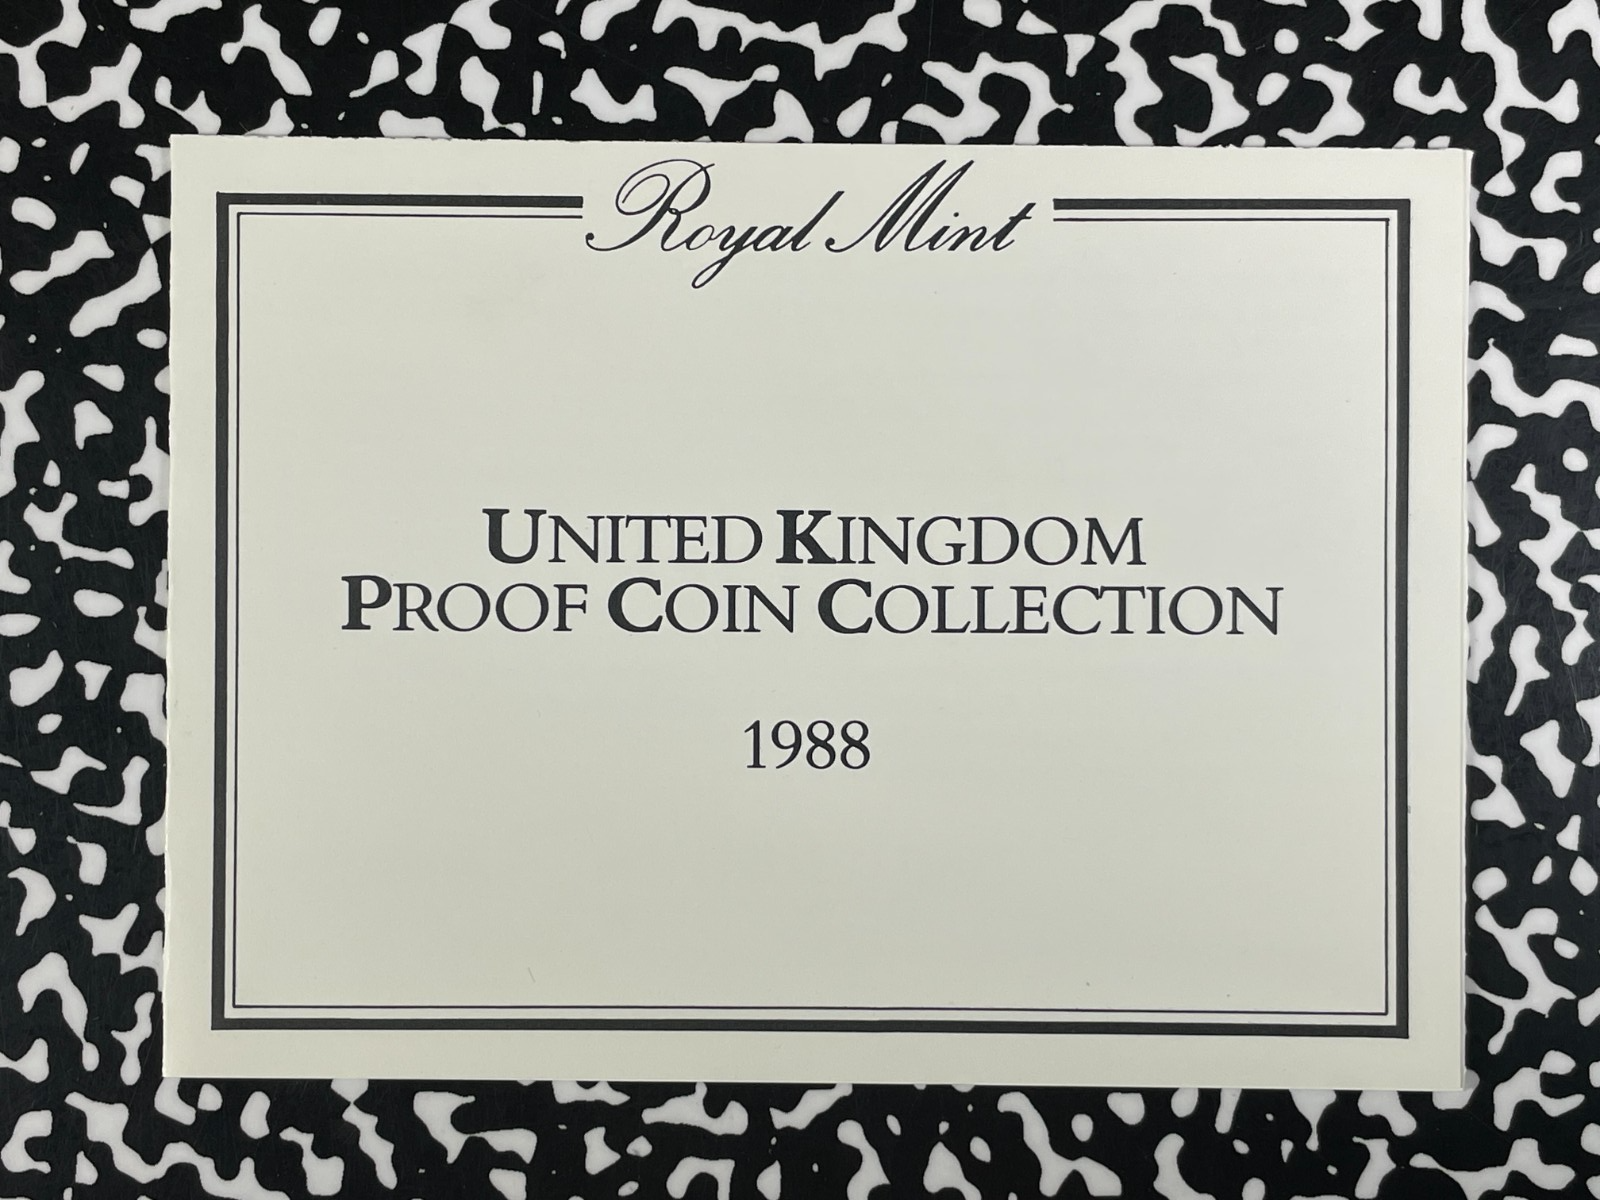 Royal Mint
UNITED KINGDOM
PROOF COIN COLLECTION
1988